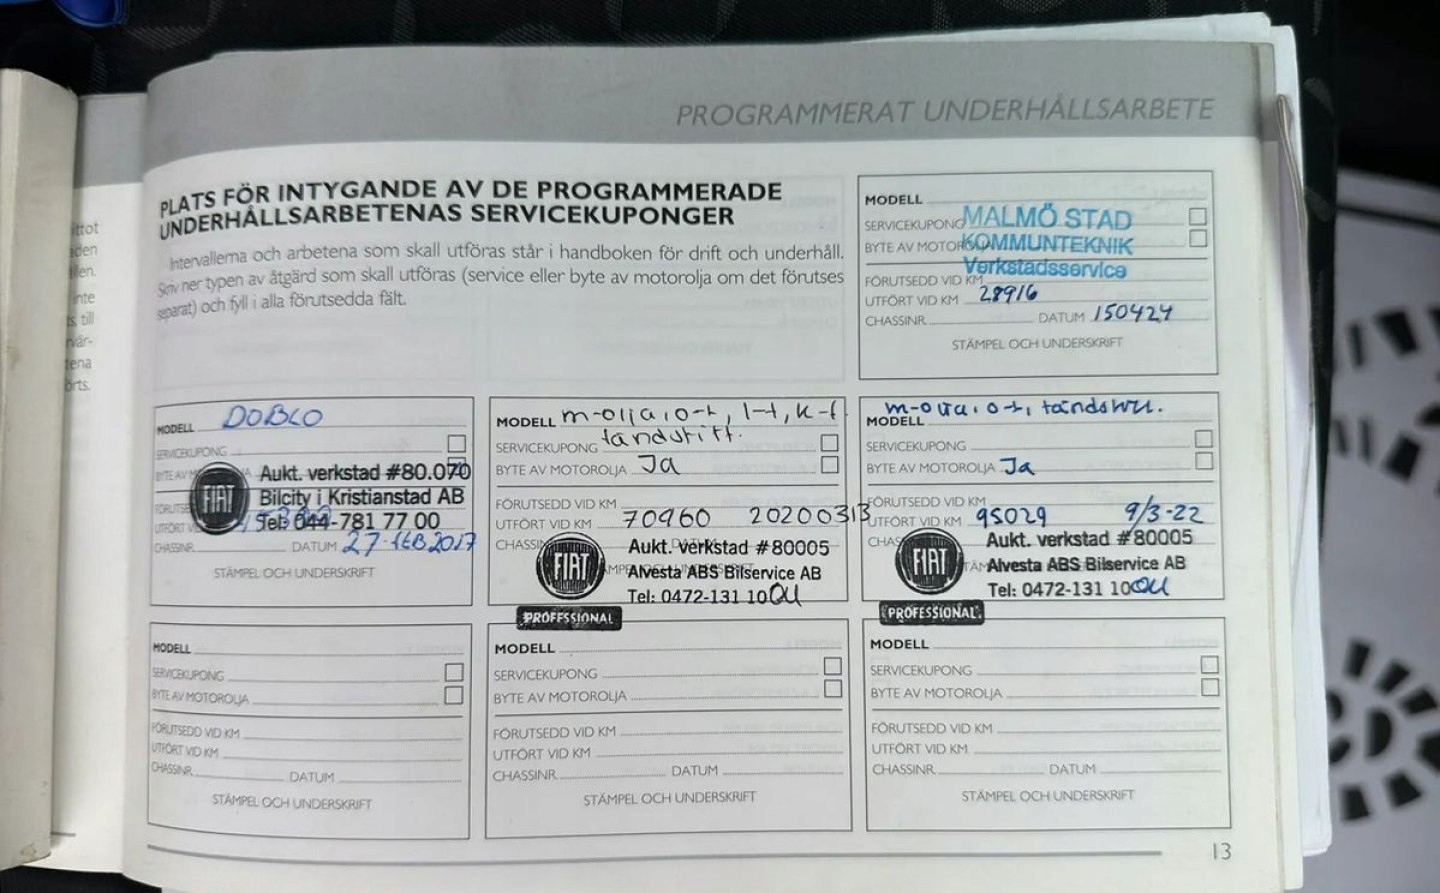 PROGRAMMERAT UNDERHÅLLSARBETE
PLATS FÖR INTYGANDE AV DE PROGRAMMERADE
UNDERHÅLLSARBETENAS SERVICEKUPONGER
Intervallerna och arbetena som skall utföras står i handboken för drift och underhåll.
Skriv ner typen av åtgärd som skall utföras (service eller byte av motorolja om det förutses
separat) och fyll i alla förutsedda fält.
MODELL
SERVICEKUPONG
MALMÖ STAD
BYTE AV MOTOROLJA
KOMMUNTEKNIK
Verkstadsservice
FÖRUTSEDD VID KM
UTFÖRT VID KM 28916
CHASSINR. DATUM 150424
STÄMPEL OCH UNDERSKRIFT
MODELL DOBLO
SERVICEKUPONG
FIAT
Aukt. verkstad #80.070
Bilcity i Kristianstad AB
Tel: 044-781 77 00
CHASSINR. DATUM 27-FEB 2017
STÄMPEL OCH UNDERSKRIFT
MODELL m-olja, o-f, l-f, k-f
tändstift.
SERVICEKUPONG
BYTE AV MOTOROLJA Ja
FÖRUTSEDD VID KM
UTFÖRT VID KM 70960 20200313
FIAT
Aukt. verkstad #80005
Alvesta ABS Bilservice AB
Tel: 0472-131 10
PROFESSIONAL
m-olja, o-f,
MODELL
SERVICEKUPONG
BYTE AV MOTOROLJA Ja
FÖRUTSEDD VID KM
UTFÖRT VID KM 95029 9/3-22
FIAT
Aukt. verkstad #80005
Alvesta ABS Bilservice AB
Tel: 0472-131 10
PROFESSIONAL
MODELL
SERVICEKUPONG
BYTE AV MOTOROLJA
FÖRUTSEDD VID KM
UTFÖRT VID KM
CHASSINR. DATUM
STÄMPEL OCH UNDERSKRIFT
MODELL
SERVICEKUPONG
BYTE AV MOTOROLJA
FÖRUTSEDD VID KM
UTFÖRT VID KM
CHASSINR. DATUM
STÄMPEL OCH UNDERSKRIFT
MODELL
SERVICEKUPONG
BYTE AV MOTOROLJA
FÖRUTSEDD VID KM
UTFÖRT VID KM
CHASSINR. DATUM
STÄMPEL OCH UNDERSKRIFT
13